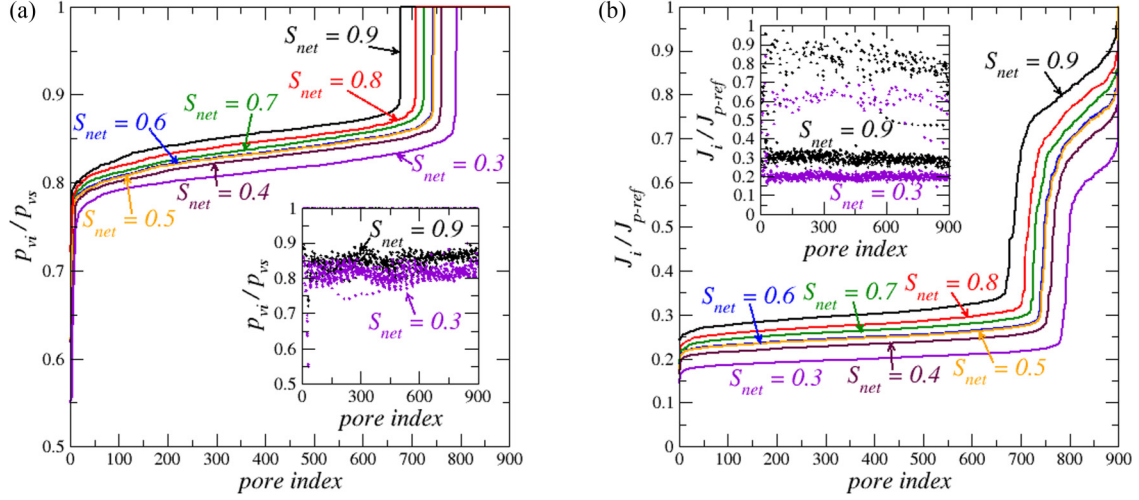 (a)
1
0.9
0.8
0.7
0.6
0.5
p_vi / p_vs
0 100 200 300 400 500 600 700 800 900
pore index
S_net = 0.9
S_net = 0.8
S_net = 0.7
S_net = 0.6
S_net = 0.3
S_net = 0.4
S_net = 0.5
1
0.9
0.8
0.7
0.6
0.5
p_vi / p_vs
0 300 600 900
pore index
S_net = 0.9
S_net = 0.3
(b)
1
0.9
0.8
0.7
0.6
0.5
0.4
0.3
0.2
0.1
0
J_i / J_p-ref
0 100 200 300 400 500 600 700 800 900
pore index
S_net = 0.9
S_net = 0.8
S_net = 0.7
S_net = 0.6
S_net = 0.3
S_net = 0.4
S_net = 0.5
1
0.9
0.8
0.7
0.6
0.5
0.4
0.3
0.2
0.1
0
J_i / J_p-ref
0 300 600 900
pore index
S_net = 0.9
S_net = 0.3